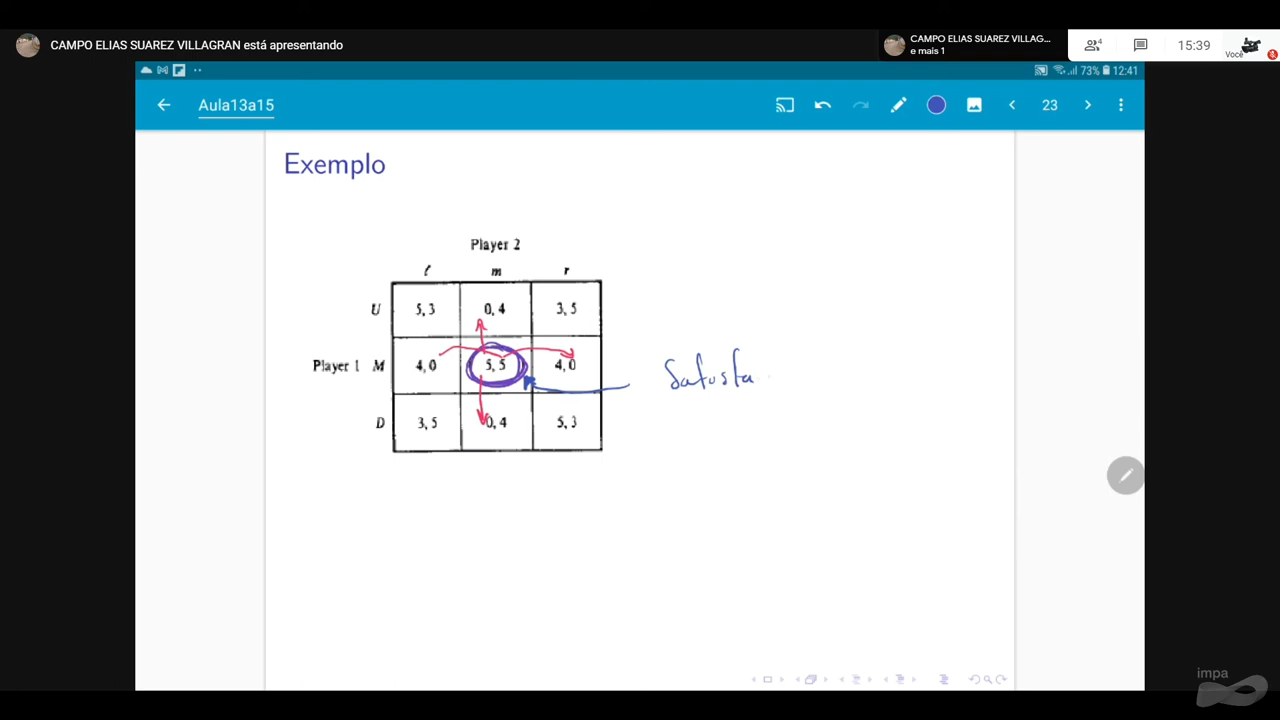 CAMPO ELIAS SUAREZ VILLAGRAN está apresentando
CAMPO ELIAS SUAREZ VILLAG...
e mais 1
4
15:39
Você
73% 12:41
Aula13a15
23
Exemplo
Player 2
ℓ m r
U 5, 3 0, 4 3, 5
Player 1 M 4, 0 5, 5 4, 0
D 3, 5 0, 4 5, 3
impa